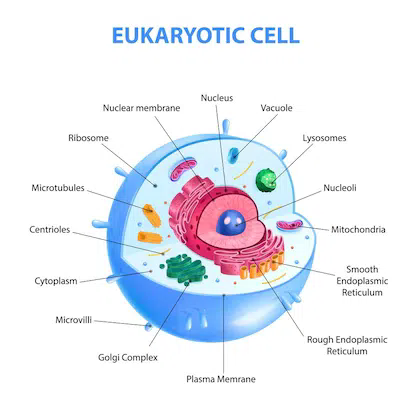 EUKARYOTIC CELL
Nucleus
Nuclear membrane
Vacuole
Ribosome
Lysosomes
Microtubules
Nucleoli
Centrioles
Mitochondria
Cytoplasm
Smooth
Endoplasmic
Reticulum
Microvilli
Rough Endoplasmic
Reticulum
Golgi Complex
Plasma Memrane